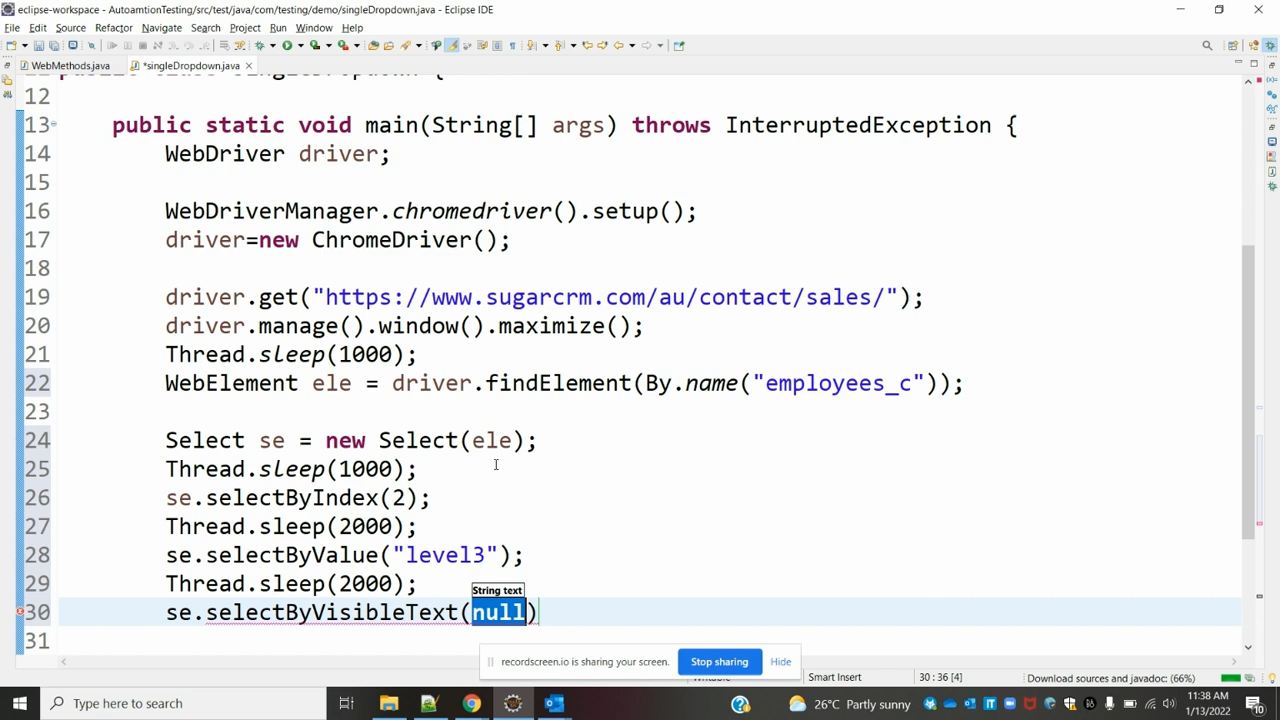 eclipse-workspace - AutoamtionTesting/src/test/java/com/testing/demo/singleDropdown.java - Eclipse IDE
File Edit Source Refactor Navigate Search Project Run Window Help
WebMethods.java *singleDropdown.java
12
13 public static void main(String[] args) throws InterruptedException {
14 WebDriver driver;
15
16 WebDriverManager.chromedriver().setup();
17 driver=new ChromeDriver();
18
19 driver.get("https://www.sugarcrm.com/au/contact/sales/");
20 driver.manage().window().maximize();
21 Thread.sleep(1000);
22 WebElement ele = driver.findElement(By.name("employees_c"));
23
24 Select se = new Select(ele);
25 Thread.sleep(1000);
26 se.selectByIndex(2);
27 Thread.sleep(2000);
28 se.selectByValue("level3");
29 Thread.sleep(2000);
String text
30 se.selectByVisibleText(null)
31
recordscreen.io is sharing your screen. Stop sharing Hide
Smart Insert 30 : 36 [4] Download sources and javadoc: (66%)
Type here to search 26°C Partly sunny 11:38 AM
1/13/2022